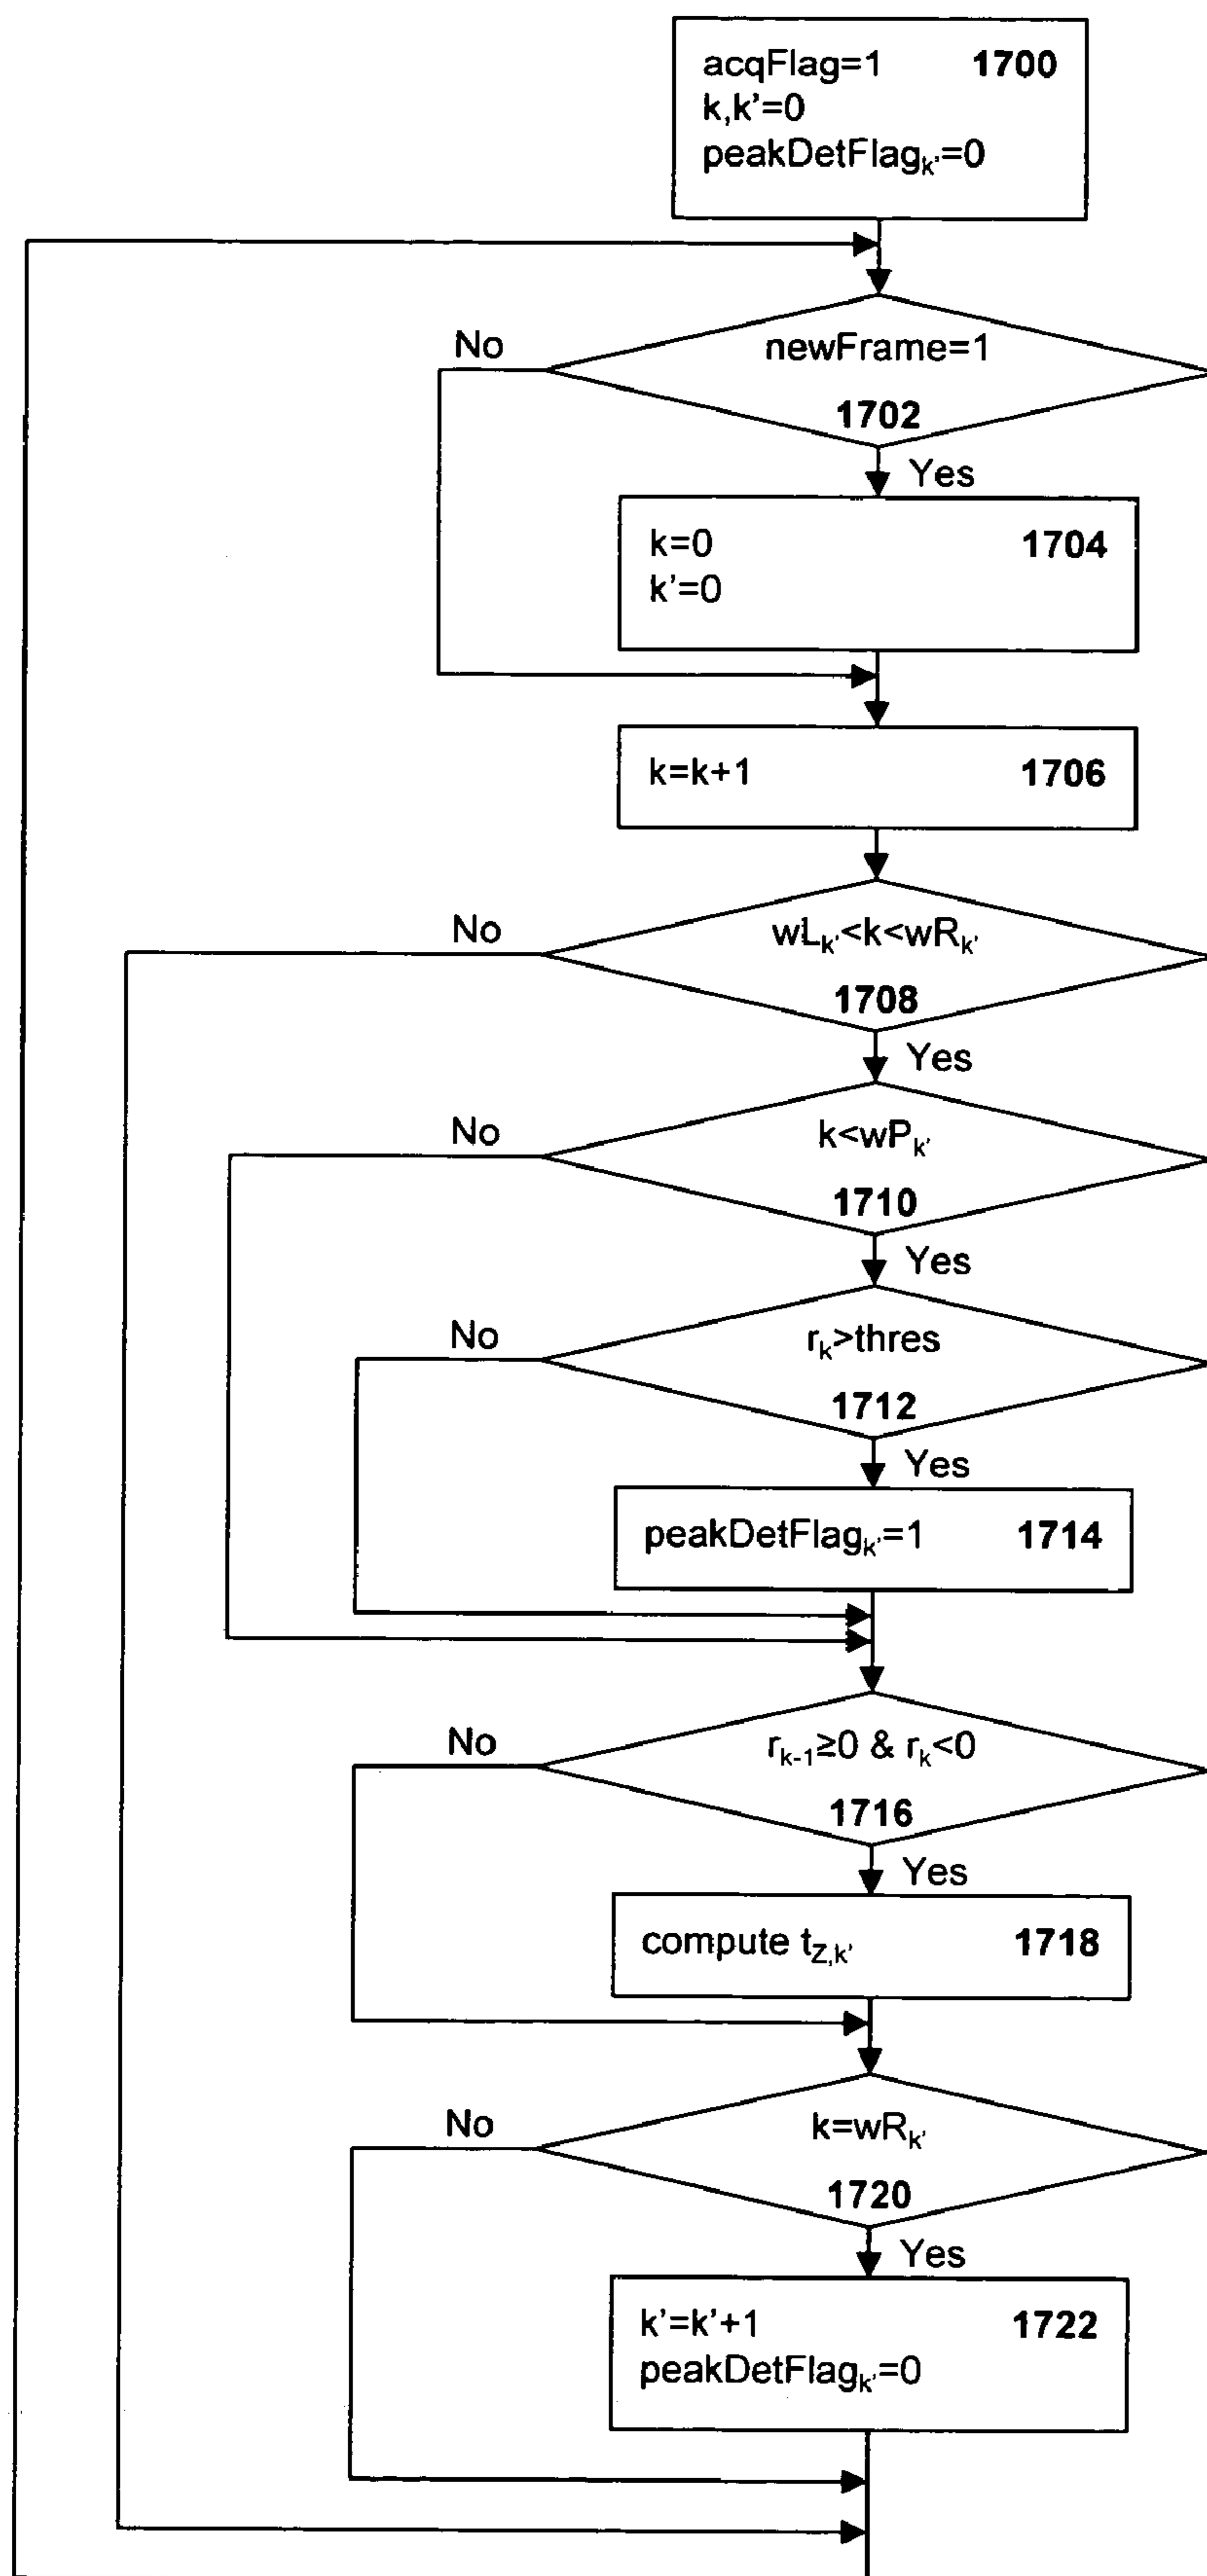 acqFlag=1 1700
k,k’=0
peakDetFlagk’=0
newFrame=1
No
1702
Yes
k=0 1704
k’=0
k=k+1 1706
No
wLk’<k<wRk’
1708
Yes
No
k<wPk’
1710
Yes
No
rk>thres
1712
Yes
peakDetFlagk’=1 1714
No
rk-1≥0 & rk<0
1716
Yes
compute tZ,k’ 1718
No
k=wRk’
1720
Yes
k’=k’+1 1722
peakDetFlagk’=0